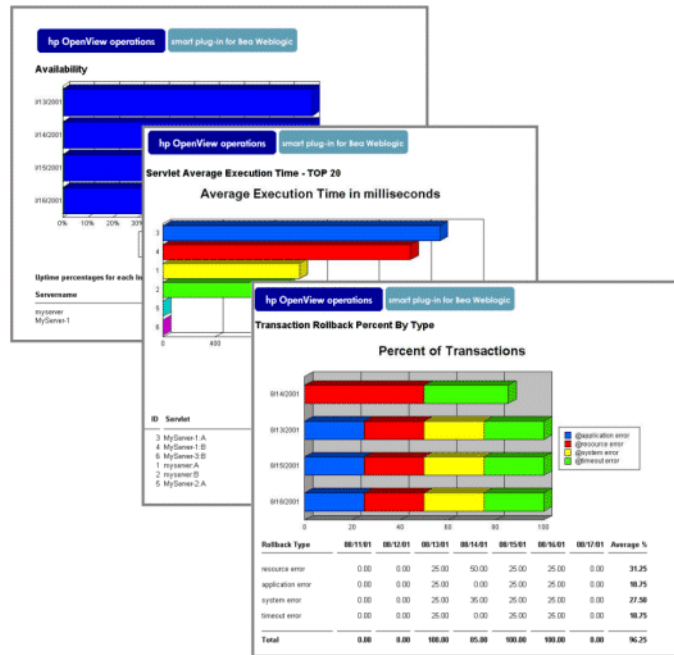 hp OpenView operations smart plug-in for Bea Weblogic
Availability
8/13/2001
8/14/2001
8/15/2001
8/16/2001
0% 10% 20% 30%
Uptime percentages for each
Servername
myserver
MyServer-1
hp OpenView operations smart plug-in for Bea Weblogic
Servlet Average Execution Time - TOP 20
Average Execution Time in milliseconds
3
4
1
2
5
6
0 400
ID Servlet
3 MyServer-1:A
4 MyServer-1:B
6 MyServer-3:B
1 myserver:A
2 myserver:B
5 MyServer-2:A
hp OpenView operations smart plug-in for Bea Weblogic
Transaction Rollback Percent By Type
Percent of Transactions
8/14/2001
8/13/2001
8/15/2001
8/16/2001
@application error
@resource error
@system error
@timeout error
0 20 40 60 80 100
Rollback Type 08/11/01 08/12/01 08/13/01 08/14/01 08/15/01 08/16/01 08/17/01 Average %
resource error 0.00 0.00 25.00 50.00 25.00 25.00 0.00 31.25
application error 0.00 0.00 25.00 0.00 25.00 25.00 0.00 18.75
system error 0.00 0.00 25.00 35.00 25.00 25.00 0.00 27.50
timeout error 0.00 0.00 25.00 0.00 25.00 25.00 0.00 18.75
Total 0.00 0.00 100.00 85.00 100.00 100.00 0.00 96.25